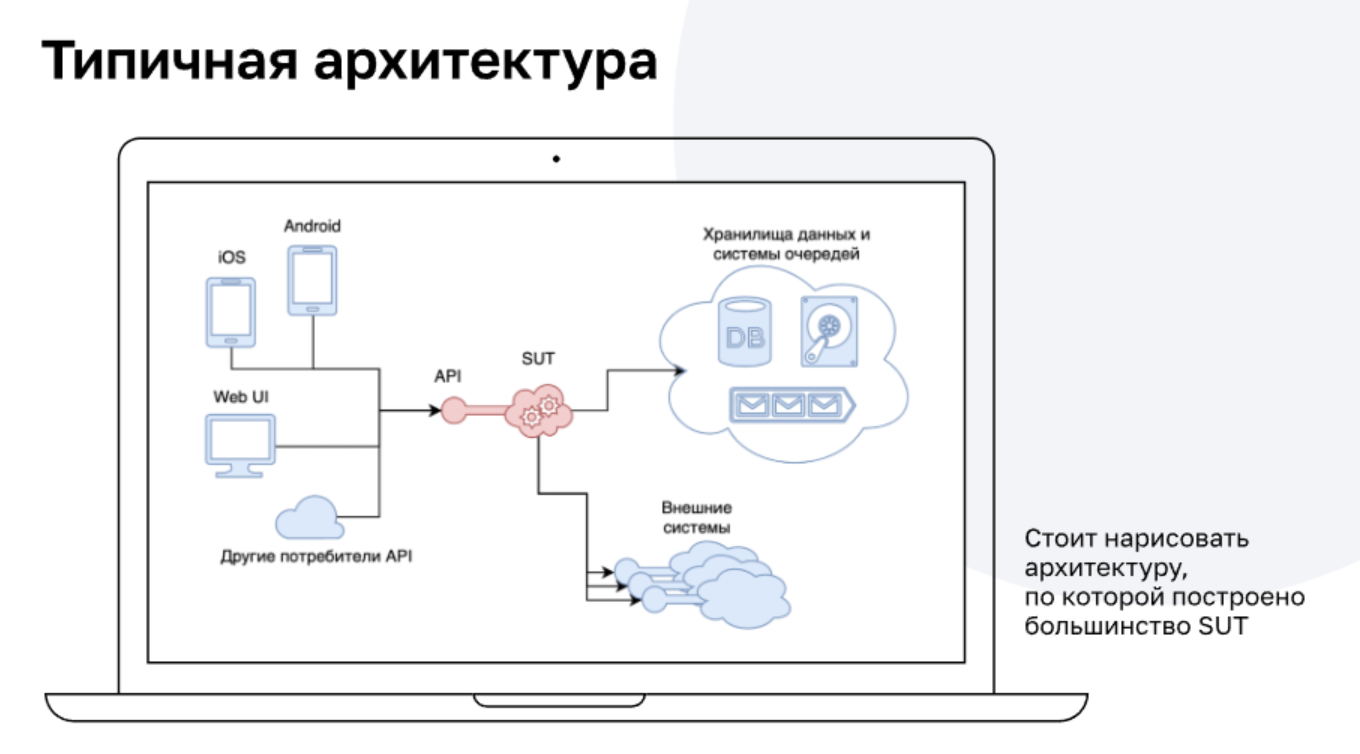 Типичная архитектура
Android
iOS
Web UI
Другие потребители API
API
SUT
Хранилища данных и
системы очередей
DB
Внешние
системы
Стоит нарисовать
архитектуру,
по которой построено
большинство SUT